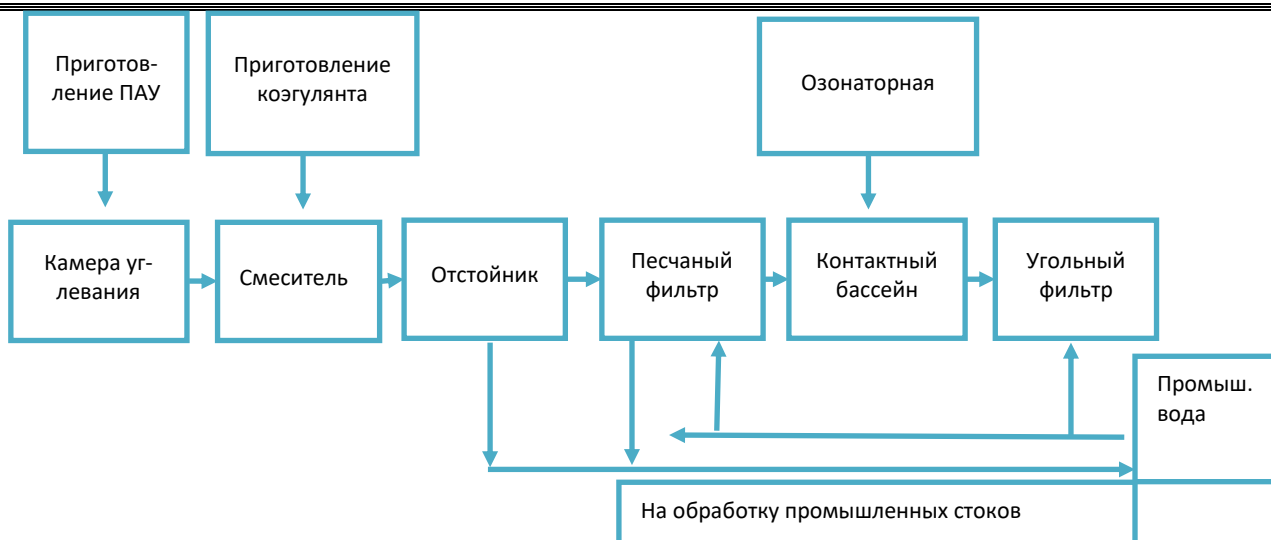 Приготов-
ление ПАУ
Приготовление
коэгулянта
Озонаторная
Камера уг-
левания
Смеситель
Отстойник
Песчаный
фильтр
Контактный
бассейн
Угольный
фильтр
Промыш.
вода
На обработку промышленных стоков